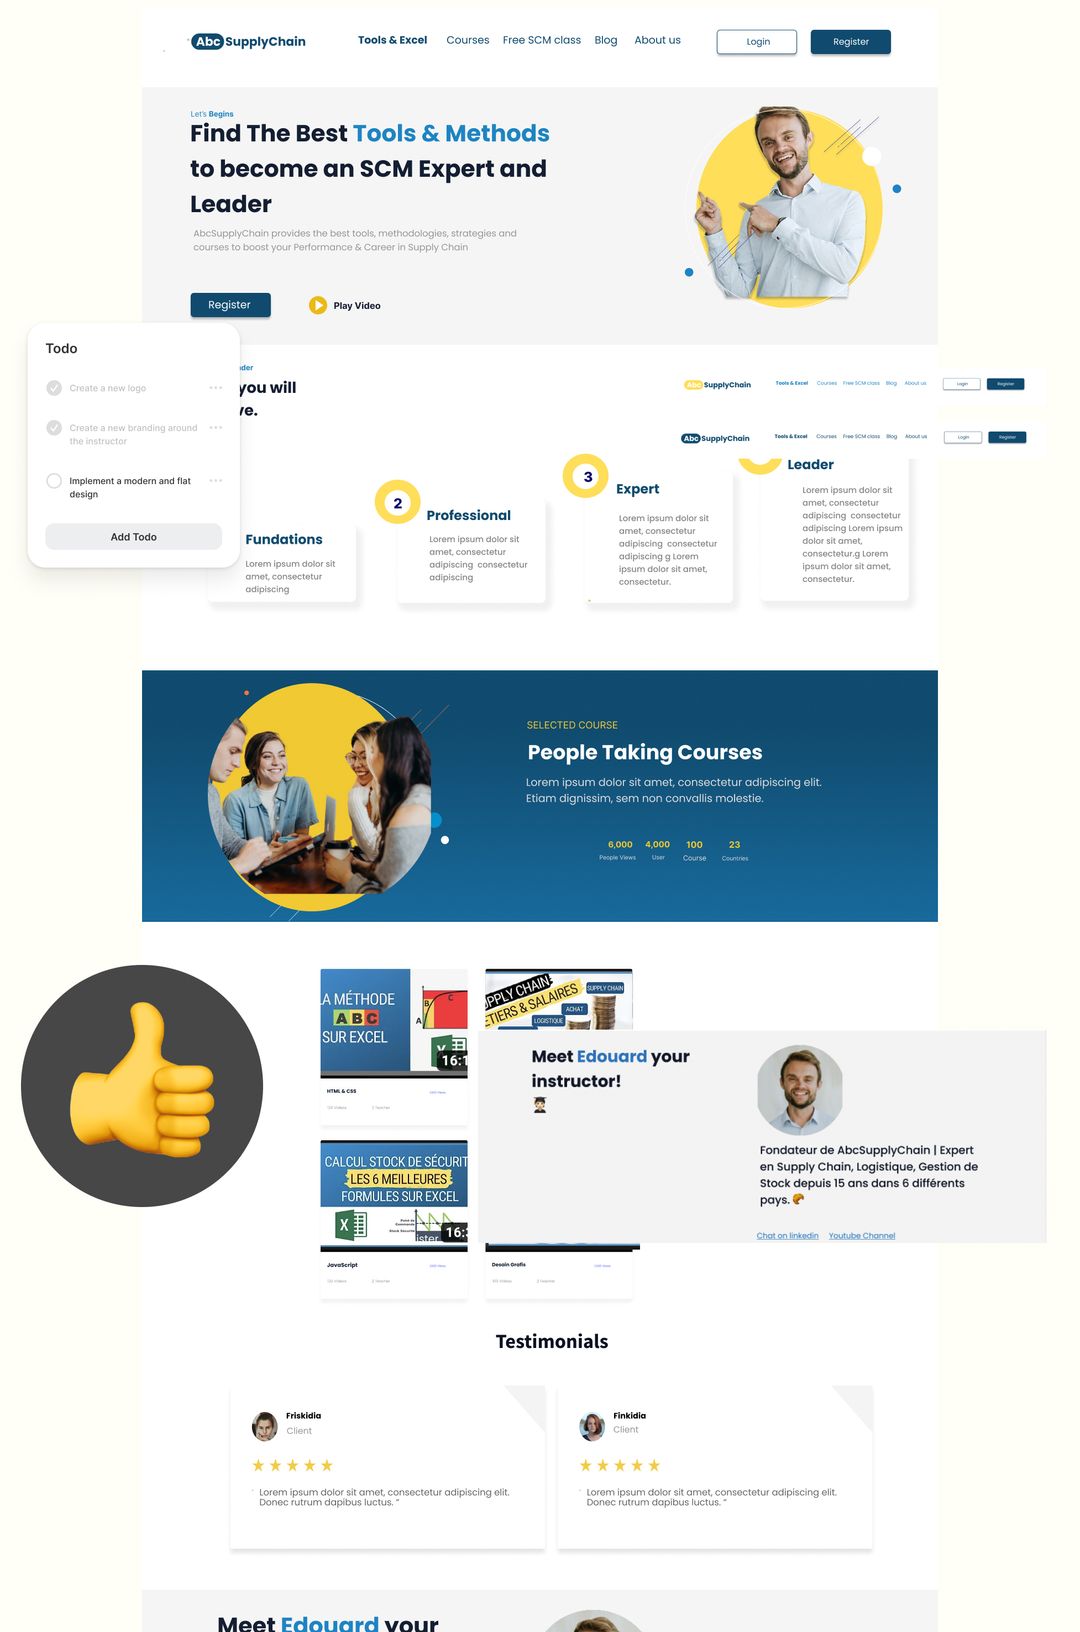 Abc SupplyChain
Tools & Excel Courses Free SCM class Blog About us Login Register
Let's Begins
Find The Best Tools & Methods
to become an SCM Expert and
Leader
AbcSupplyChain provides the best tools, methodologies, strategies and
courses to boost your Performance & Career in Supply Chain
Register Play Video
Todo
Create a new logo
Create a new branding around
the instructor
Implement a modern and flat
design
Add Todo
you will
Abc SupplyChain
Tools & Excel Courses Free SCM class Blog About us Login Register
Abc SupplyChain
Tools & Excel Courses Free SCM class Blog About us Login Register
Fundations
Lorem ipsum dolor sit
amet, consectetur
adipiscing
2
Professional
Lorem ipsum dolor sit
amet, consectetur
adipiscing consectetur
adipiscing
3
Expert
Lorem ipsum dolor sit
amet, consectetur
adipiscing consectetur
adipiscing g Lorem
ipsum dolor sit amet,
consectetur.
Leader
Lorem ipsum dolor sit
amet, consectetur
adipiscing consectetur
adipiscing Lorem ipsum
dolor sit amet,
consectetur.g Lorem
ipsum dolor sit amet,
consectetur.
SELECTED COURSE
People Taking Courses
Lorem ipsum dolor sit amet, consectetur adipiscing elit.
Etiam dignissim, sem non convallis molestie.
6,000 4,000 100 23
People Views User Course Countries
LA MÉTHODE
ABC
SUR EXCEL
A B C
16:1
HTML & CSS
SUPPLY CHAIN
MÉTIERS & SALAIRES
SUPPLY CHAIN
ACHAT
LOGISTIQUE
CALCUL STOCK DE SÉCURIT
LES 6 MEILLEURES
FORMULES SUR EXCEL
Point de
Commande
Stock Sécurité
16:
JavaScript
Desain Grafis
Meet Edouard your
instructor!
Fondateur de AbcSupplyChain | Expert
en Supply Chain, Logistique, Gestion de
Stock depuis 15 ans dans 6 différents
pays.
Chat on linkedin Youtube Channel
Testimonials
Friskidia
Client
Lorem ipsum dolor sit amet, consectetur adipiscing elit.
Donec rutrum dapibus luctus. ”
Finkidia
Client
Lorem ipsum dolor sit amet, consectetur adipiscing elit.
Donec rutrum dapibus luctus. ”
Meet Edouard your